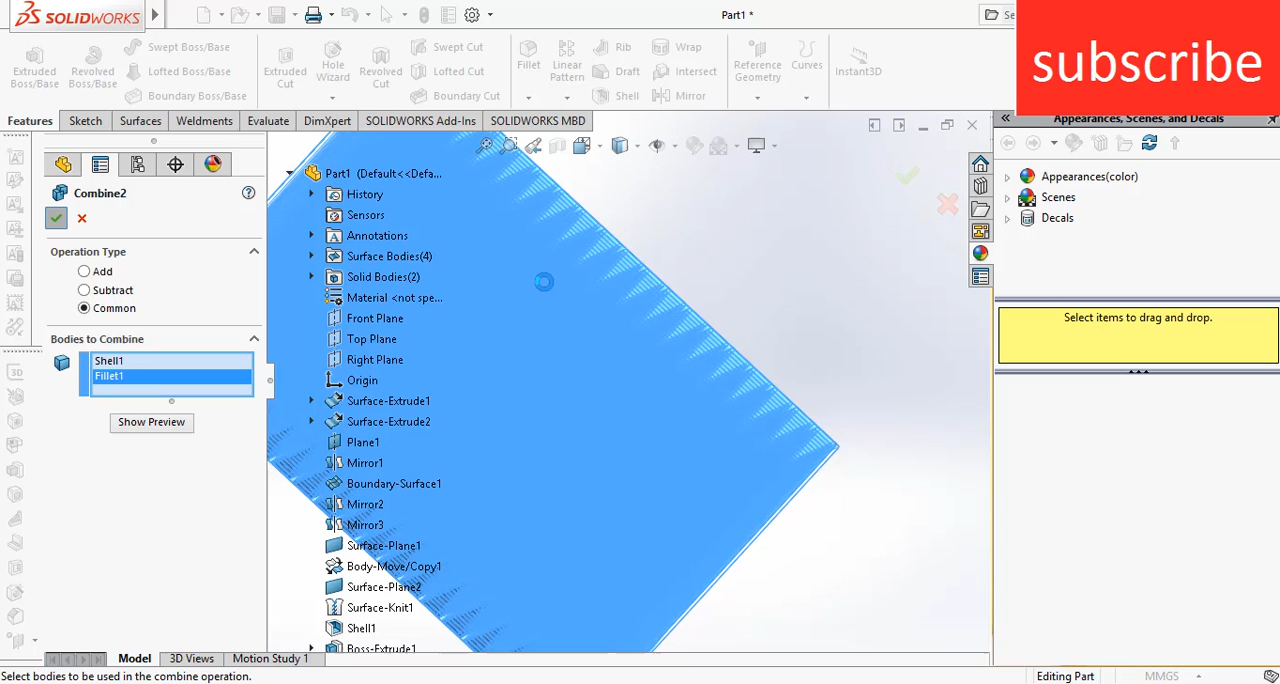 SOLIDWORKS
Part1 *
Se
subscribe
Extruded Boss/Base
Revolved Boss/Base
Swept Boss/Base
Lofted Boss/Base
Boundary Boss/Base
Extruded Cut
Hole Wizard
Revolved Cut
Swept Cut
Lofted Cut
Boundary Cut
Fillet
Linear Pattern
Rib
Draft
Shell
Wrap
Intersect
Mirror
Reference Geometry
Curves
Instant3D
Features
Sketch
Surfaces
Weldments
Evaluate
DimXpert
SOLIDWORKS Add-Ins
SOLIDWORKS MBD
Combine2
Operation Type
Add
Subtract
Common
Bodies to Combine
Shell1
Fillet1
Show Preview
Part1 (Default<<Defa...
History
Sensors
Annotations
Surface Bodies(4)
Solid Bodies(2)
Material <not spe...
Front Plane
Top Plane
Right Plane
Origin
Surface-Extrude1
Surface-Extrude2
Plane1
Mirror1
Boundary-Surface1
Mirror2
Mirror3
Surface-Plane1
Body-Move/Copy1
Surface-Plane2
Surface-Knit1
Shell1
Boss-Extrude1
Appearances, Scenes, and Decals
Appearances(color)
Scenes
Decals
Select items to drag and drop.
3D
Model
3D Views
Motion Study 1
Select bodies to be used in the combine operation.
Editing Part
MMGS